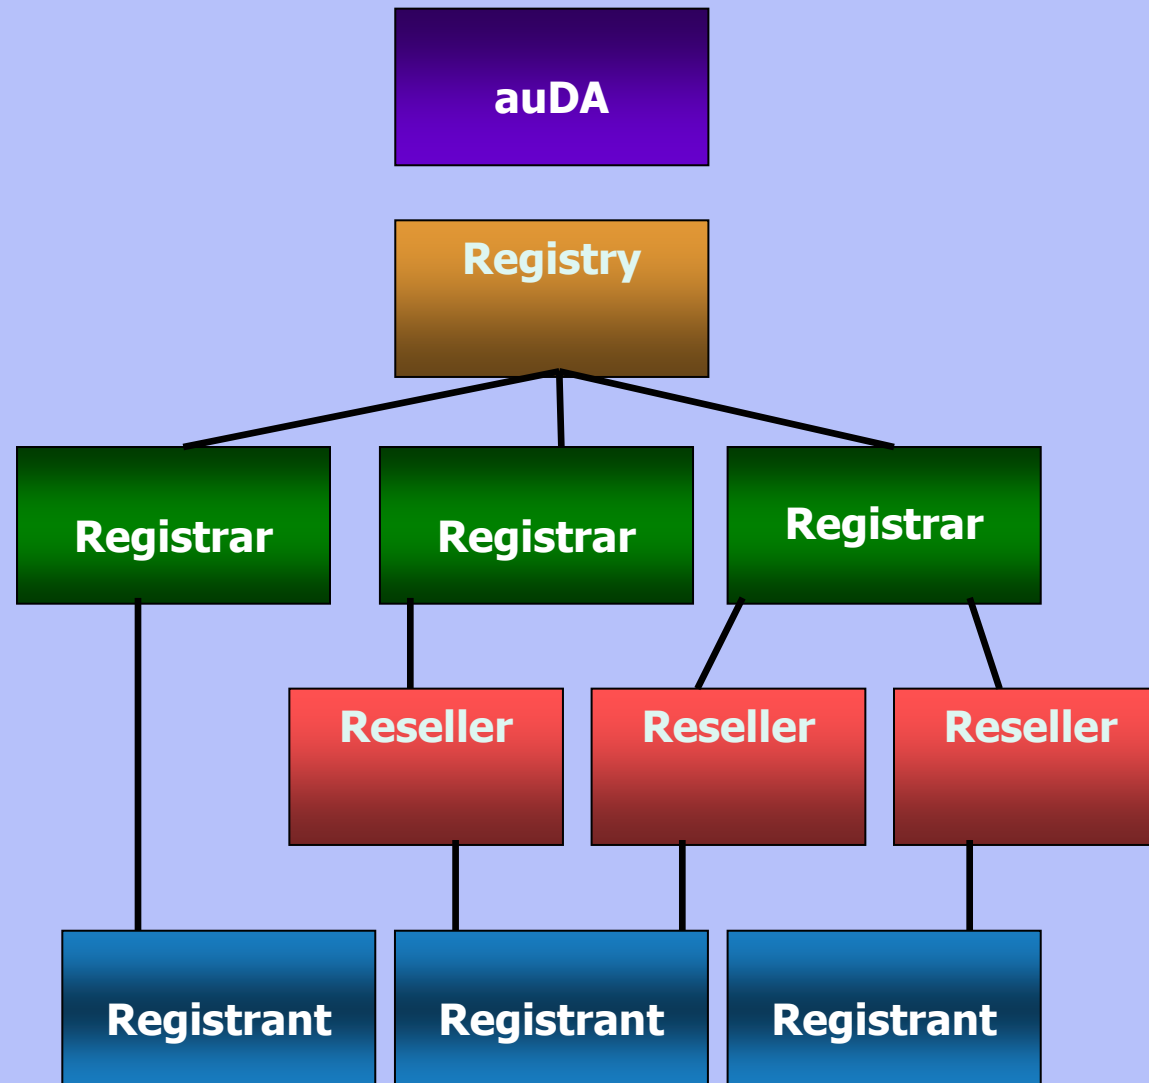 auDA
Registry
Registrar
Registrar
Registrar
Reseller
Reseller
Reseller
Registrant
Registrant
Registrant